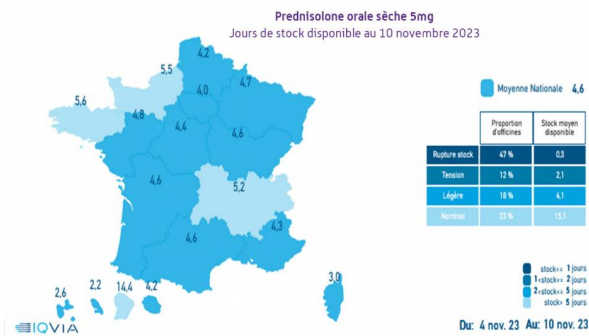 Prednisolone orale sèche 5mg
Jours de stock disponible au 10 novembre 2023
4,2
5,5
4,7
4,0
5,6
4,8
4,4
4,6
4,6
5,2
4,3
4,6
3,0
2,6
2,2
14,4
4,2
Moyenne Nationale 4,6
Proportion d'officines
Stock moyen disponible
Rupture stock 47 % 0,3
Tension 12 % 2,1
Légère 18 % 4,1
Nominal 23 % 15,1
stock<= 1 jours
1<stock<= 2 jours
2<stock<= 5 jours
stock> 5 jours
IQVIA
Du: 4 nov. 23 Au: 10 nov. 23